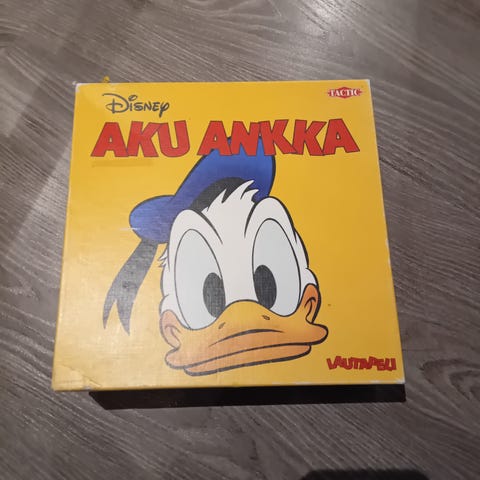 Disney
TACTIC
AKU ANKKA
LAUTAPELI